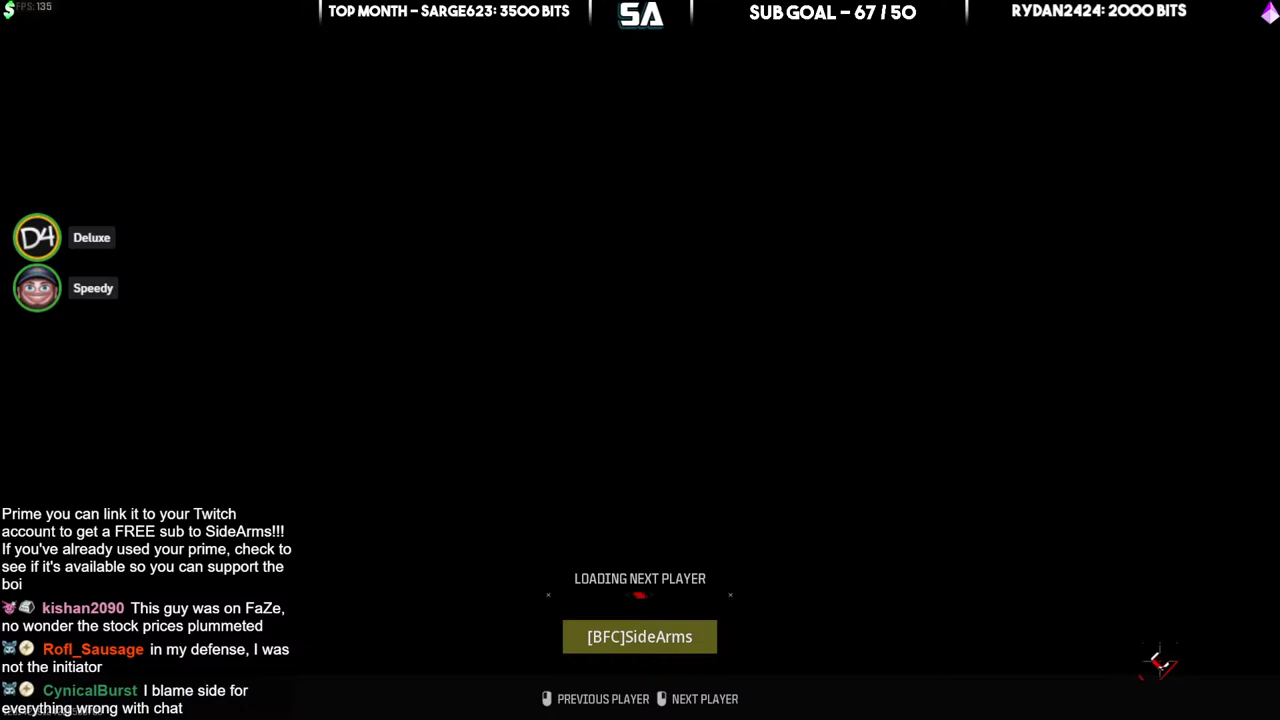 FPS: 135
TOP MONTH - SARGE623: 3500 BITS
SA
SUB GOAL - 67 / 50
RYDAN2424: 2000 BITS
D4
Deluxe
Speedy
Prime you can link it to your Twitch
account to get a FREE sub to SideArms!!!
If you've already used your prime, check to
see if it's available so you can support the
boi
kishan2090 This guy was on FaZe,
no wonder the stock prices plummeted
Rofl_Sausage in my defense, I was
not the initiator
CynicalBurst I blame side for
everything wrong with chat
LOADING NEXT PLAYER
[BFC]SideArms
PREVIOUS PLAYER NEXT PLAYER